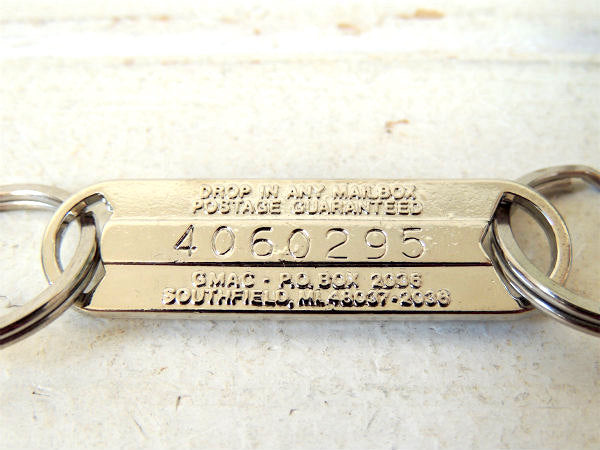 DROP IN ANY MAILBOX
POSTAGE GUARANTEED
4060295
GMAC - P.O. BOX 2036
SOUTHFIELD, MI. 48037-2036